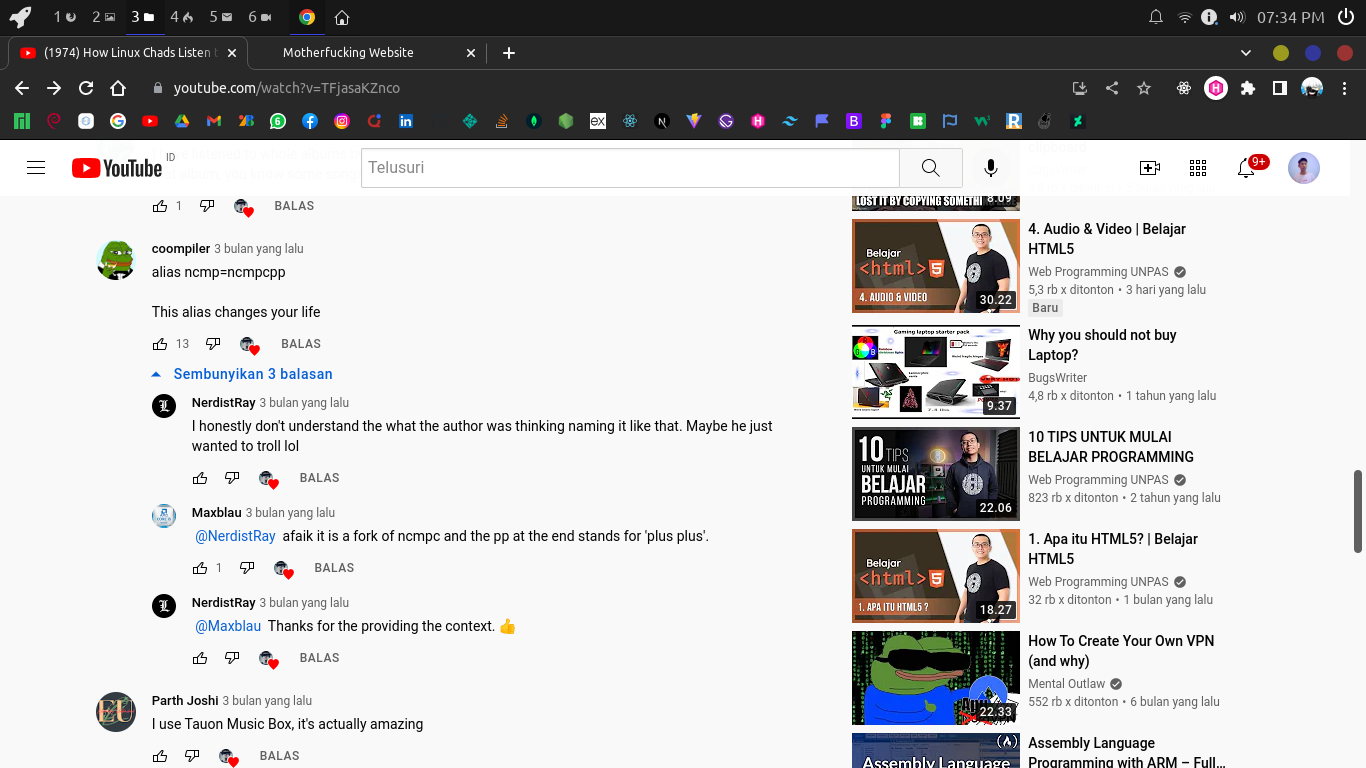 1 2 3 4 5 6 07:34 PM
(1974) How Linux Chads Listen t
Motherfucking Website
youtube.com/watch?v=TFjasaKZnco
YouTube ID
Telusuri
9+
clipboard
1 BALAS
coompiler 3 bulan yang lalu
alias ncmp=ncmpcpp
This alias changes your life
13 BALAS
Sembunyikan 3 balasan
NerdistRay 3 bulan yang lalu
I honestly don't understand the what the author was thinking naming it like that. Maybe he just
wanted to troll lol
BALAS
Maxblau 3 bulan yang lalu
@NerdistRay afaik it is a fork of ncmpc and the pp at the end stands for 'plus plus'.
1 BALAS
NerdistRay 3 bulan yang lalu
@Maxblau Thanks for the providing the context. 👍
BALAS
Parth Joshi 3 bulan yang lalu
I use Tauon Music Box, it's actually amazing
BALAS
LOST IT BY COPYING SOMETHI
8.09
Belajar
<html>
4. AUDIO & VIDEO
30.22
4. Audio & Video | Belajar
HTML5
Web Programming UNPAS
5,3 rb x ditonton • 3 hari yang lalu
Baru
Gaming laptop starter pack
9.37
Why you should not buy
Laptop?
BugsWriter
4,8 rb x ditonton • 1 tahun yang lalu
10 TIPS
UNTUK MULAI
BELAJAR
PROGRAMMING
22.06
10 TIPS UNTUK MULAI
BELAJAR PROGRAMMING
Web Programming UNPAS
823 rb x ditonton • 2 tahun yang lalu
Belajar
<html>
1. APA ITU HTML5 ?
18.27
1. Apa itu HTML5? | Belajar
HTML5
Web Programming UNPAS
32 rb x ditonton • 1 bulan yang lalu
22.33
How To Create Your Own VPN
(and why)
Mental Outlaw
552 rb x ditonton • 6 bulan yang lalu
Assembly Language
Assembly Language
Programming with ARM – Full...